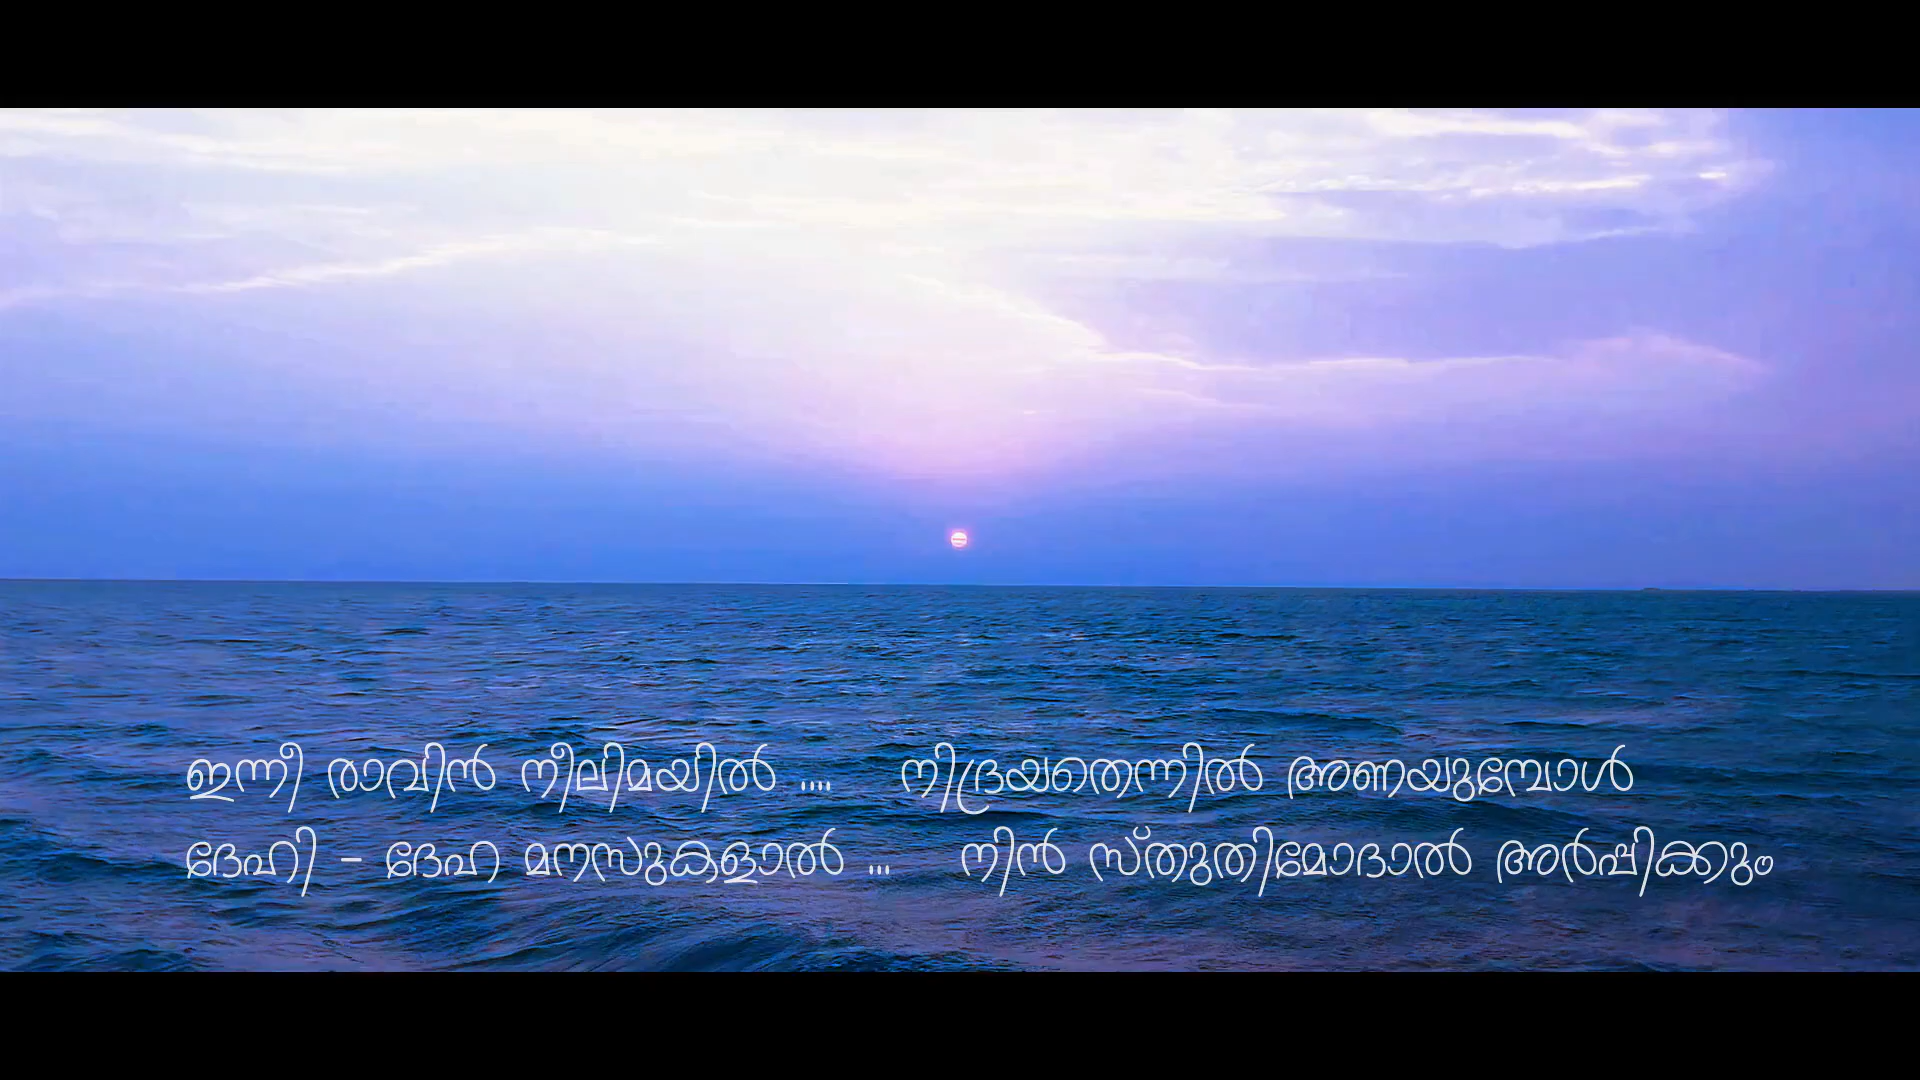 ഇന്നീ രാവിൻ നീലിമയിൽ .... നിദ്രയതെന്നിൽ അണയുമ്പോൾ
ദേഹി - ദേഹ മനസുകളാൽ ... നിൻ സ്തുതിമോദാൽ അർപ്പിക്കും